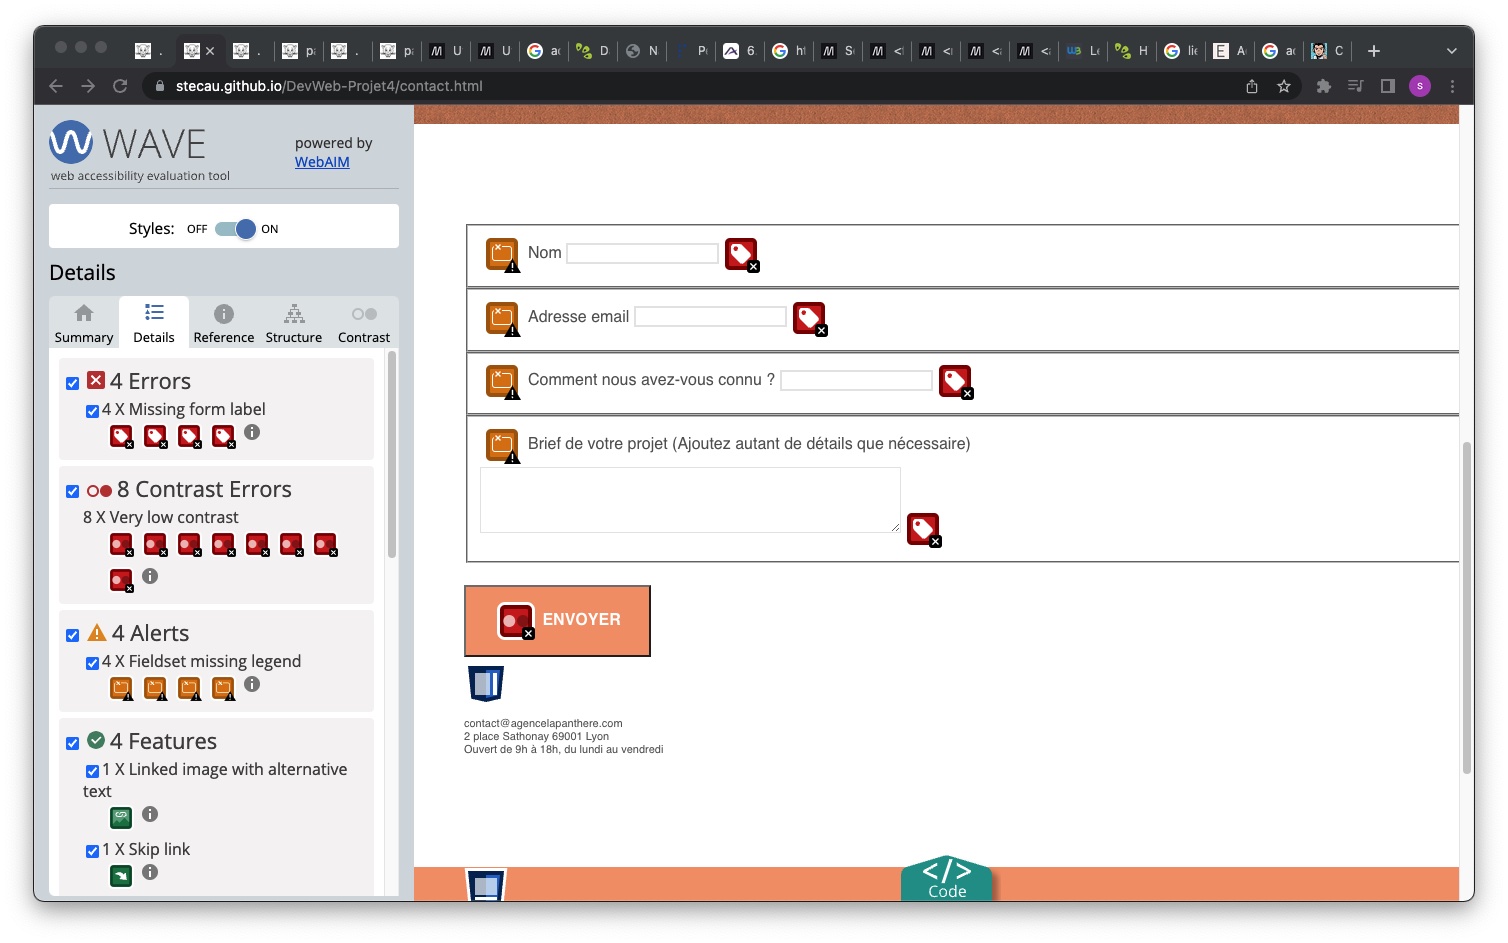 stecau.github.io/DevWeb-Projet4/contact.html
WAVE
web accessibility evaluation tool
powered by
WebAIM
Styles: OFF ON
Details
Summary Details Reference Structure Contrast
4 Errors
4 X Missing form label
8 Contrast Errors
8 X Very low contrast
4 Alerts
4 X Fieldset missing legend
4 Features
1 X Linked image with alternative
text
1 X Skip link
Nom
Adresse email
Comment nous avez-vous connu ?
Brief de votre projet (Ajoutez autant de détails que nécessaire)
ENVOYER
contact@agencelapanthere.com
2 place Sathonay 69001 Lyon
Ouvert de 9h à 18h, du lundi au vendredi
</>
Code